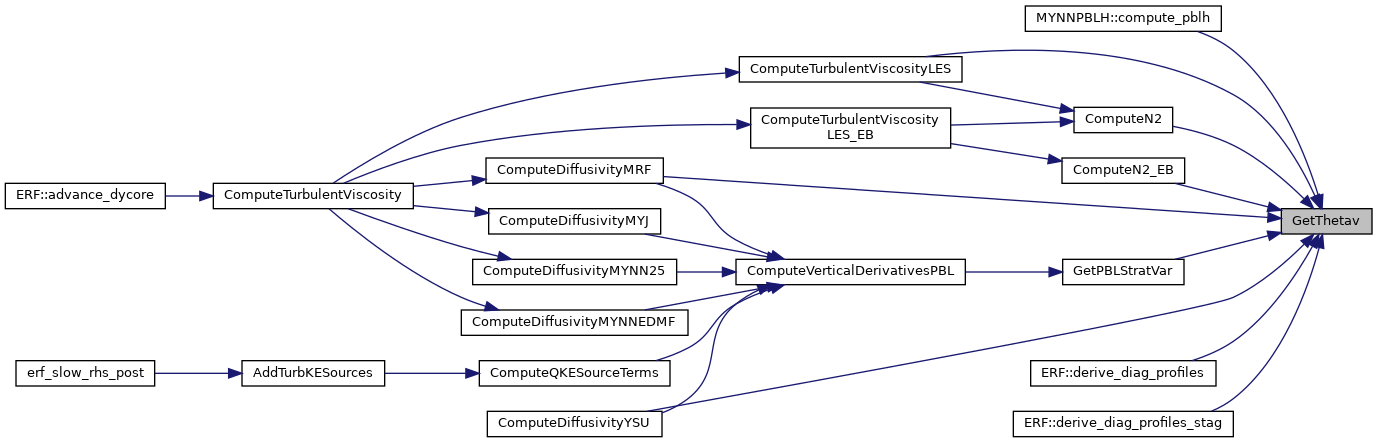 MYNNPBLH::compute_pblh
ComputeTurbulentViscosityLES
ComputeTurbulentViscosity
LES_EB
ComputeN2
ComputeDiffusivityMRF
ComputeN2_EB
ERF::advance_dycore
ComputeTurbulentViscosity
ComputeDiffusivityMYJ
GetThetav
ComputeDiffusivityMYNN25
ComputeVerticalDerivativesPBL
GetPBLStratVar
ComputeDiffusivityMYNNEDMF
erf_slow_rhs_post
AddTurbKESources
ComputeQKESourceTerms
ERF::derive_diag_profiles
ComputeDiffusivityYSU
ERF::derive_diag_profiles_stag